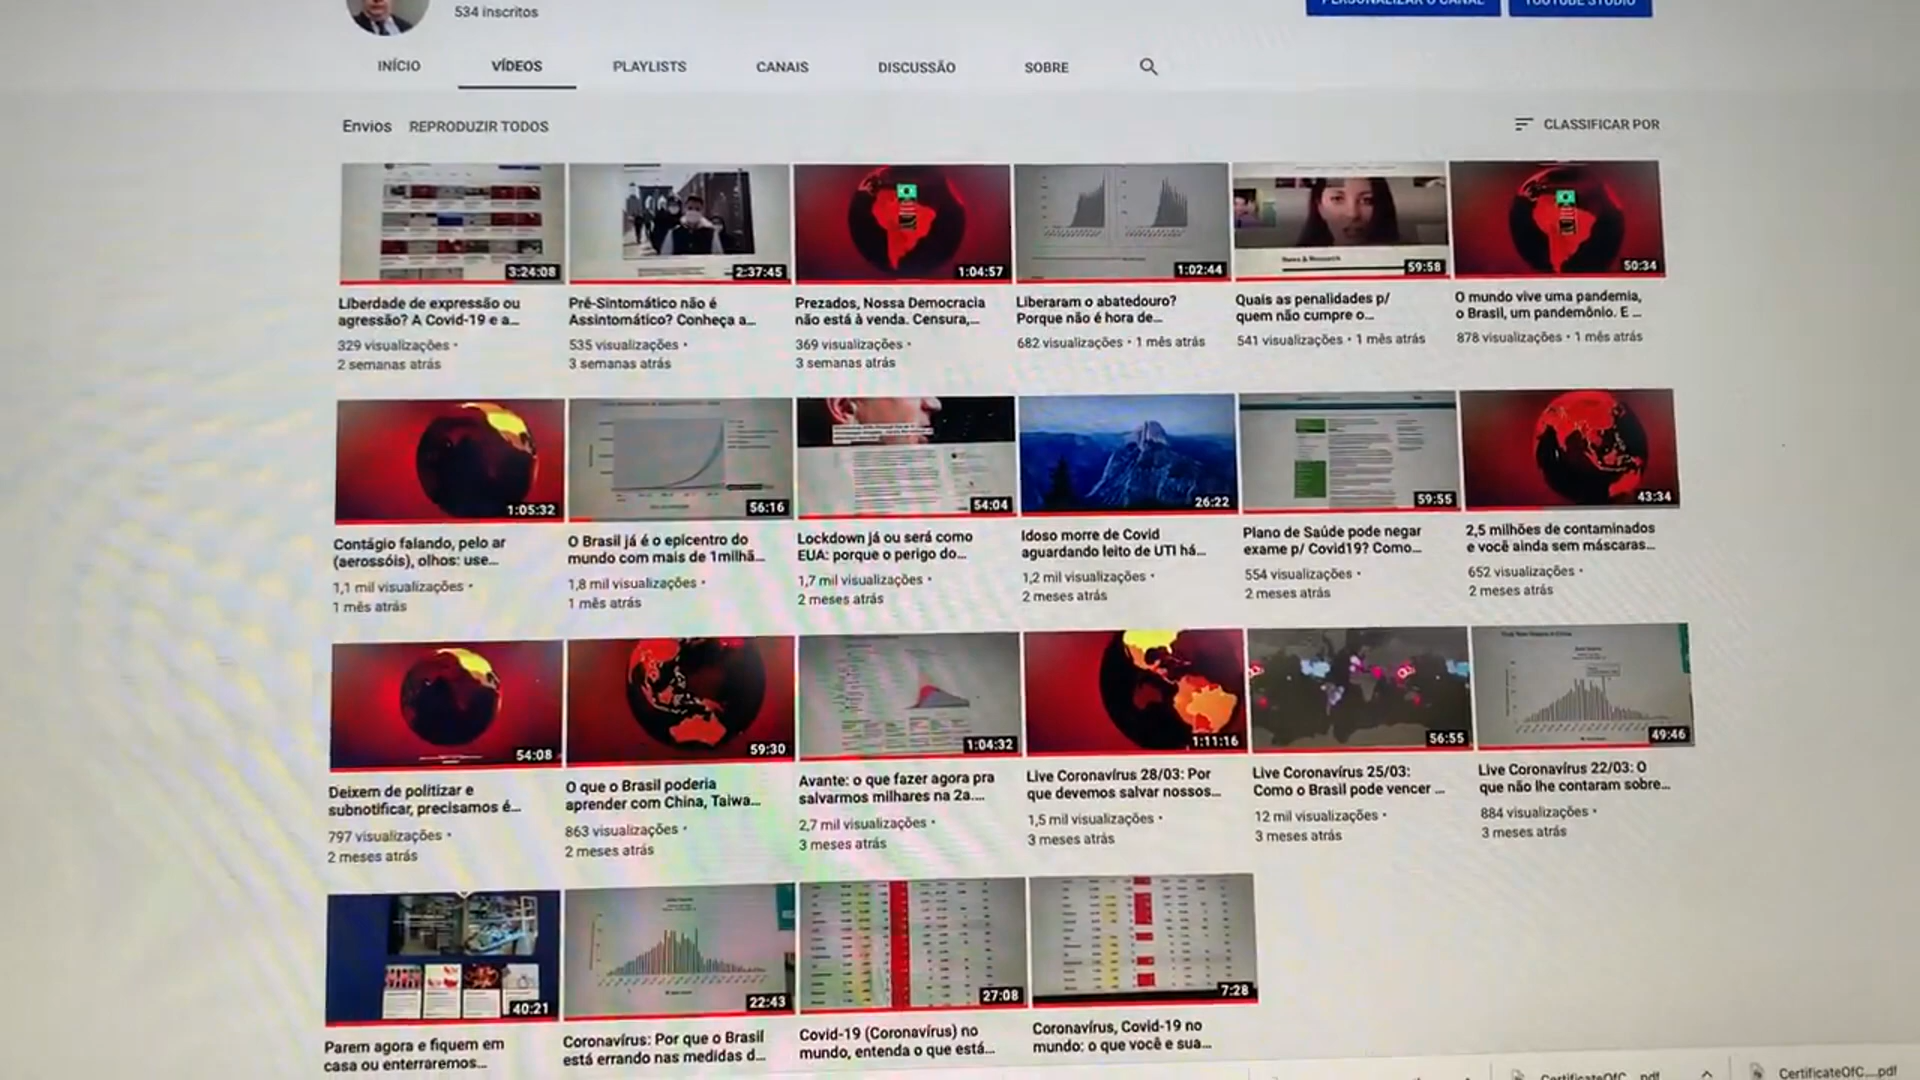 534 inscritos
PERSONALIZAR O CANAL
YOUTUBE STUDIO
INÍCIO
VÍDEOS
PLAYLISTS
CANAIS
DISCUSSÃO
SOBRE
Envios
REPRODUZIR TODOS
CLASSIFICAR POR
3:24:08
2:37:45
1:04:57
1:02:44
59:58
50:34
Liberdade de expressão ou
agressão? A Covid-19 e a...
329 visualizações •
2 semanas atrás
Pré-Sintomático não é
Assintomático? Conheça a...
535 visualizações •
3 semanas atrás
Prezados, Nossa Democracia
não está à venda. Censura,...
369 visualizações •
3 semanas atrás
Liberaram o abatedouro?
Porque não é hora de...
682 visualizações • 1 mês atrás
Quais as penalidades p/
quem não cumpre o...
541 visualizações • 1 mês atrás
O mundo vive uma pandemia,
o Brasil, um pandemônio. E ...
878 visualizações • 1 mês atrás
1:05:32
56:16
54:04
26:22
59:55
43:34
Contágio falando, pelo ar
(aerossóis), olhos: use...
1,1 mil visualizações •
1 mês atrás
O Brasil já é o epicentro do
mundo com mais de 1milhã...
1,8 mil visualizações •
1 mês atrás
Lockdown já ou será como
EUA: porque o perigo do...
1,7 mil visualizações •
2 meses atrás
Idoso morre de Covid
aguardando leito de UTI há...
1,2 mil visualizações •
2 meses atrás
Plano de Saúde pode negar
exame p/ Covid19? Como...
554 visualizações •
2 meses atrás
2,5 milhões de contaminados
e você ainda sem máscaras...
652 visualizações •
2 meses atrás
54:08
59:30
1:04:32
1:11:16
56:55
49:46
Deixem de politizar e
subnotificar, precisamos é...
797 visualizações •
2 meses atrás
O que o Brasil poderia
aprender com China, Taiwa...
863 visualizações •
2 meses atrás
Avante: o que fazer agora pra
salvarmos milhares na 2a....
2,7 mil visualizações •
3 meses atrás
Live Coronavírus 28/03: Por
que devemos salvar nossos...
1,5 mil visualizações •
3 meses atrás
Live Coronavírus 25/03:
Como o Brasil pode vencer ...
12 mil visualizações •
3 meses atrás
Live Coronavírus 22/03: O
que não lhe contaram sobre...
884 visualizações •
3 meses atrás
40:21
22:43
27:08
7:28
Parem agora e fiquem em
casa ou enterraremos...
Coronavírus: Por que o Brasil
está errando nas medidas d...
Covid-19 (Coronavírus) no
mundo, entenda o que está...
Coronavírus, Covid-19 no
mundo: o que você e sua...
CertificateOfC....pdf
CertificateOfC....pdf